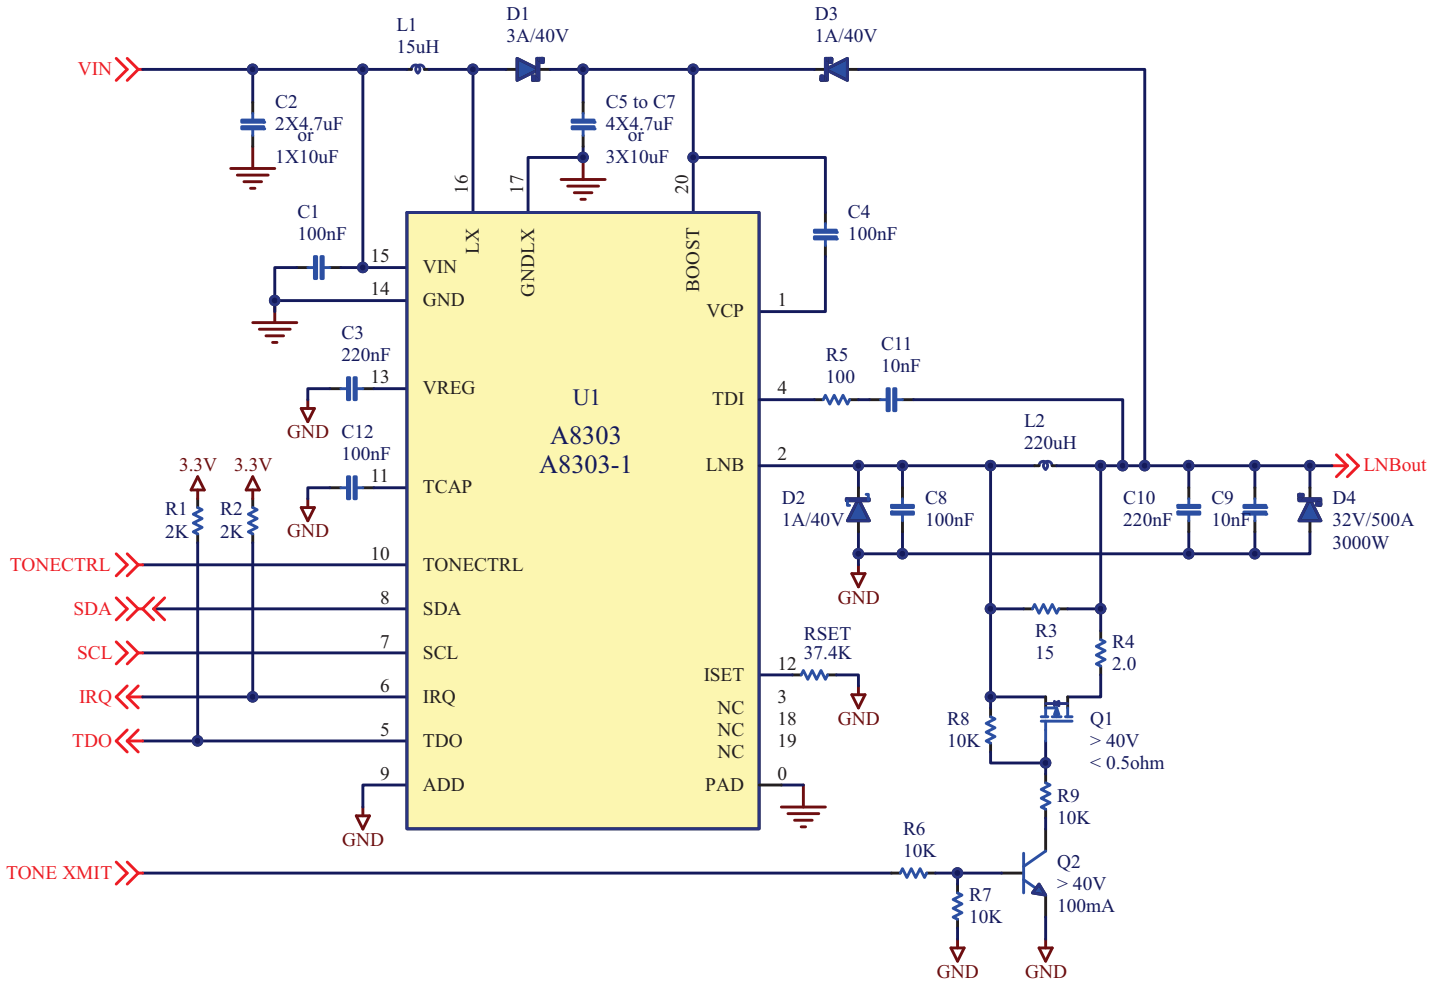 L1
15uH
D1
3A/40V
D3
1A/40V
VIN
C2
2X4.7uF
or
1X10uF
C5 to C7
4X4.7uF
or
3X10uF
16
17
20
C1
100nF
C4
100nF
LX
GNDLX
BOOST
15
VIN
14
GND
VCP
1
C3
220nF
13
VREG
C12
100nF
11
TCAP
U1
A8303
A8303-1
TDI
4
R5
100
C11
10nF
LNB
2
L2
220uH
LNBout
GND
GND
3.3V
3.3V
R1
2K
R2
2K
D2
1A/40V
C8
100nF
C10
220nF
C9
10nF
D4
32V/500A
3000W
GND
TONECTRL
10
TONECTRL
SDA
8
SDA
SCL
7
SCL
IRQ
6
IRQ
TDO
5
TDO
9
ADD
GND
RSET
37.4K
ISET
12
GND
NC
3
NC
18
NC
19
PAD
0
R3
15
R4
2.0
R8
10K
Q1
> 40V
< 0.5ohm
R9
10K
TONE XMIT
R6
10K
R7
10K
Q2
> 40V
100mA
GND
GND